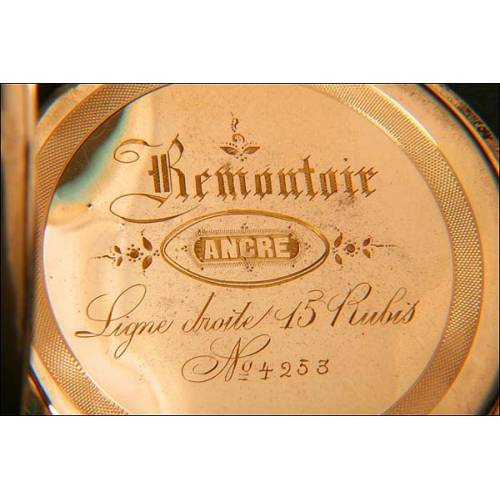 Remontoir
ANCRE
Ligne droite 15 Rubis
No 4253